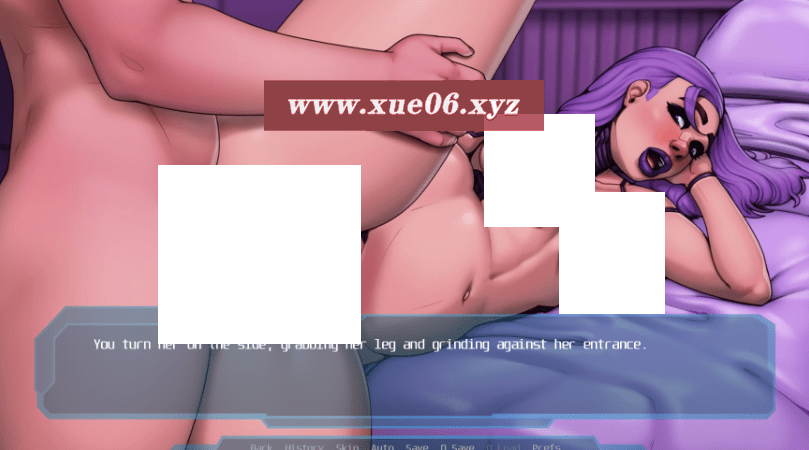 www.xue06.xyz
You turn her on the side, grabbing her leg and grinding against her entrance.
Back History Skip Auto Save Q.Save Q.Load Prefs